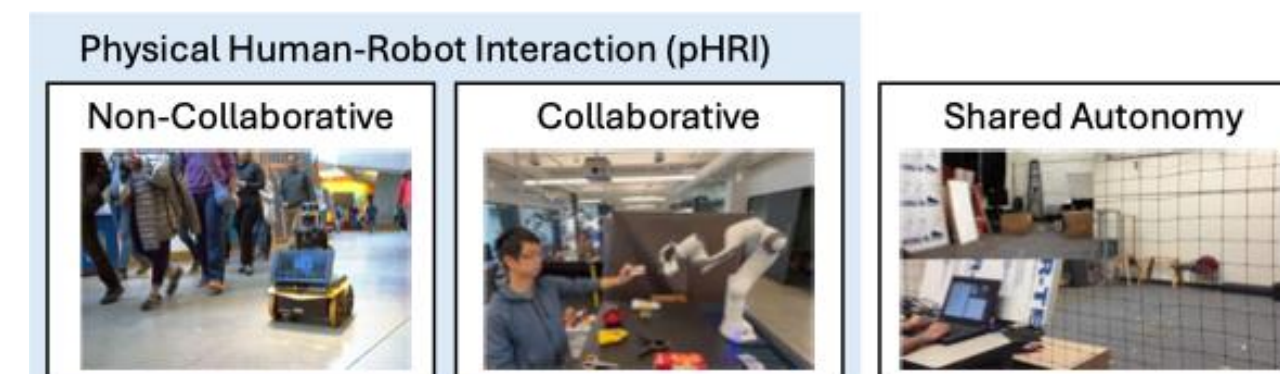 Physical Human-Robot Interaction (pHRI)
Non-Collaborative
Collaborative
Shared Autonomy